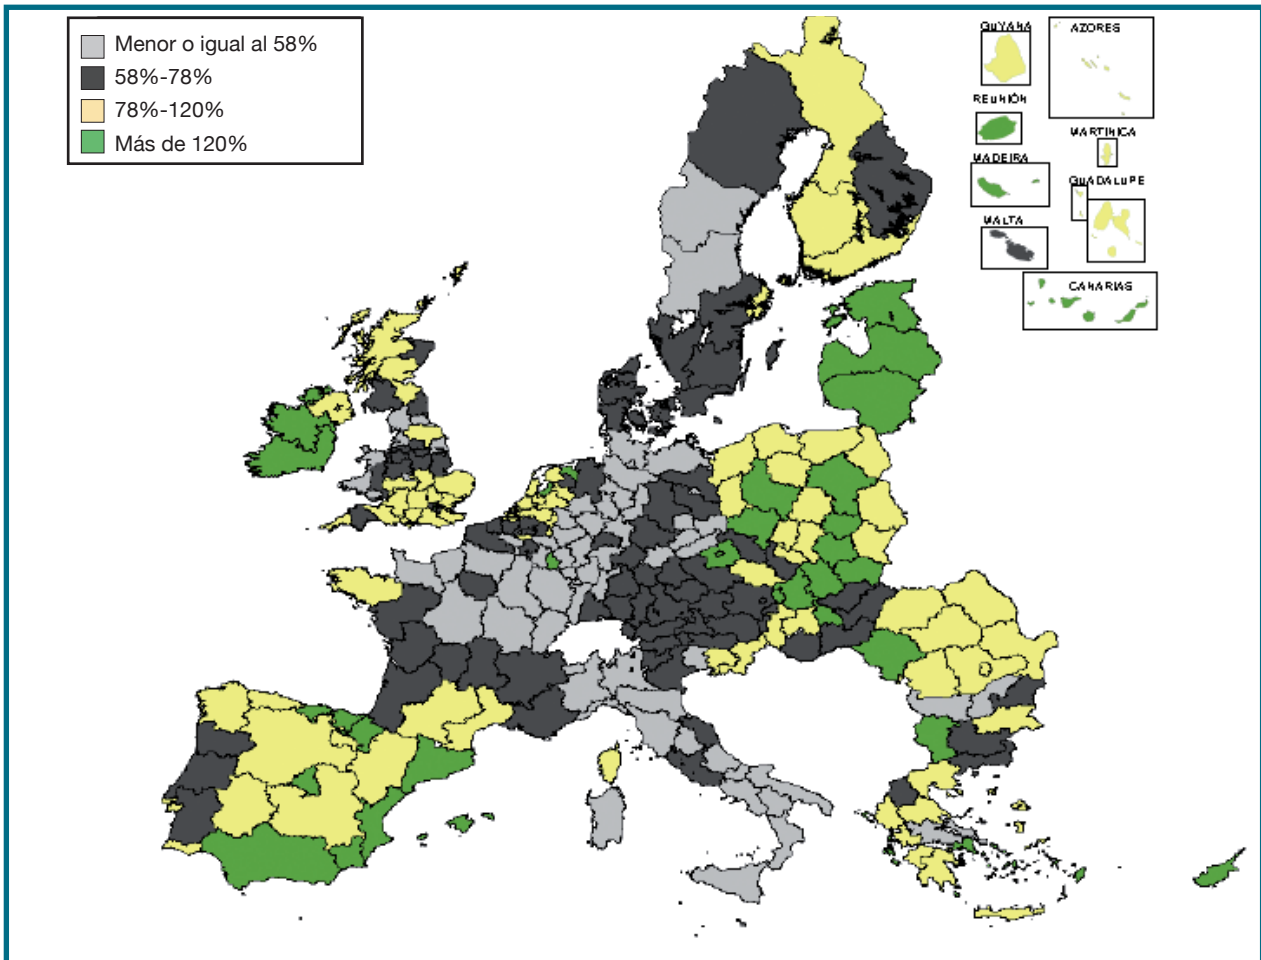 Menor o igual al 58%
58%-78%
78%-120%
Más de 120%
GUYANA
AZORES
REUNIÓN
MARTINICA
MADEIRA
GUADALUPE
MALTA
CANARIAS